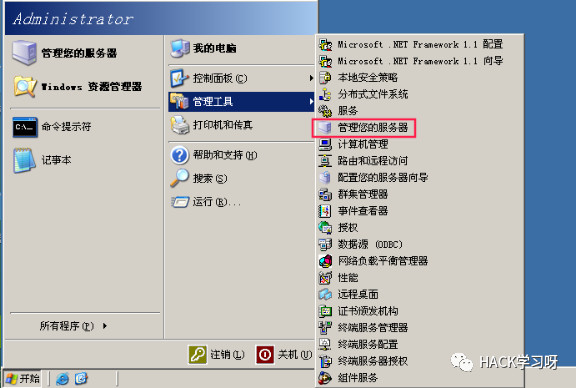 Administrator
管理您的服务器
Windows 资源管理器
命令提示符
记事本
所有程序(P)
我的电脑
控制面板(C)
管理工具
打印机和传真
帮助和支持(H)
搜索(S)
运行(R)...
注销(L)
关机(U)
开始
Microsoft .NET Framework 1.1 配置
Microsoft .NET Framework 1.1 向导
本地安全策略
分布式文件系统
服务
管理您的服务器
计算机管理
路由和远程访问
配置您的服务器向导
群集管理器
事件查看器
授权
数据源 (ODBC)
网络负载平衡管理器
性能
远程桌面
证书颁发机构
终端服务管理器
终端服务配置
终端服务器授权
组件服务
HACK学习呀